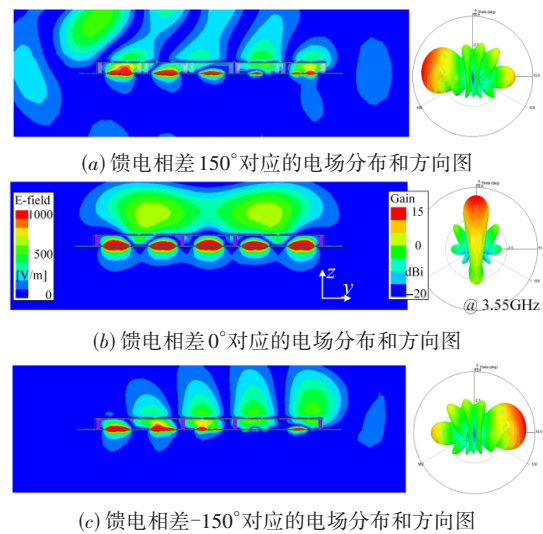 (a) 馈电相差150°对应的电场分布和方向图
E-field
1000
500
[V/m]
0
z
y
Gain
15
0
dBi
-20
@ 3.55GHz
(b) 馈电相差0°对应的电场分布和方向图
(c) 馈电相差-150°对应的电场分布和方向图